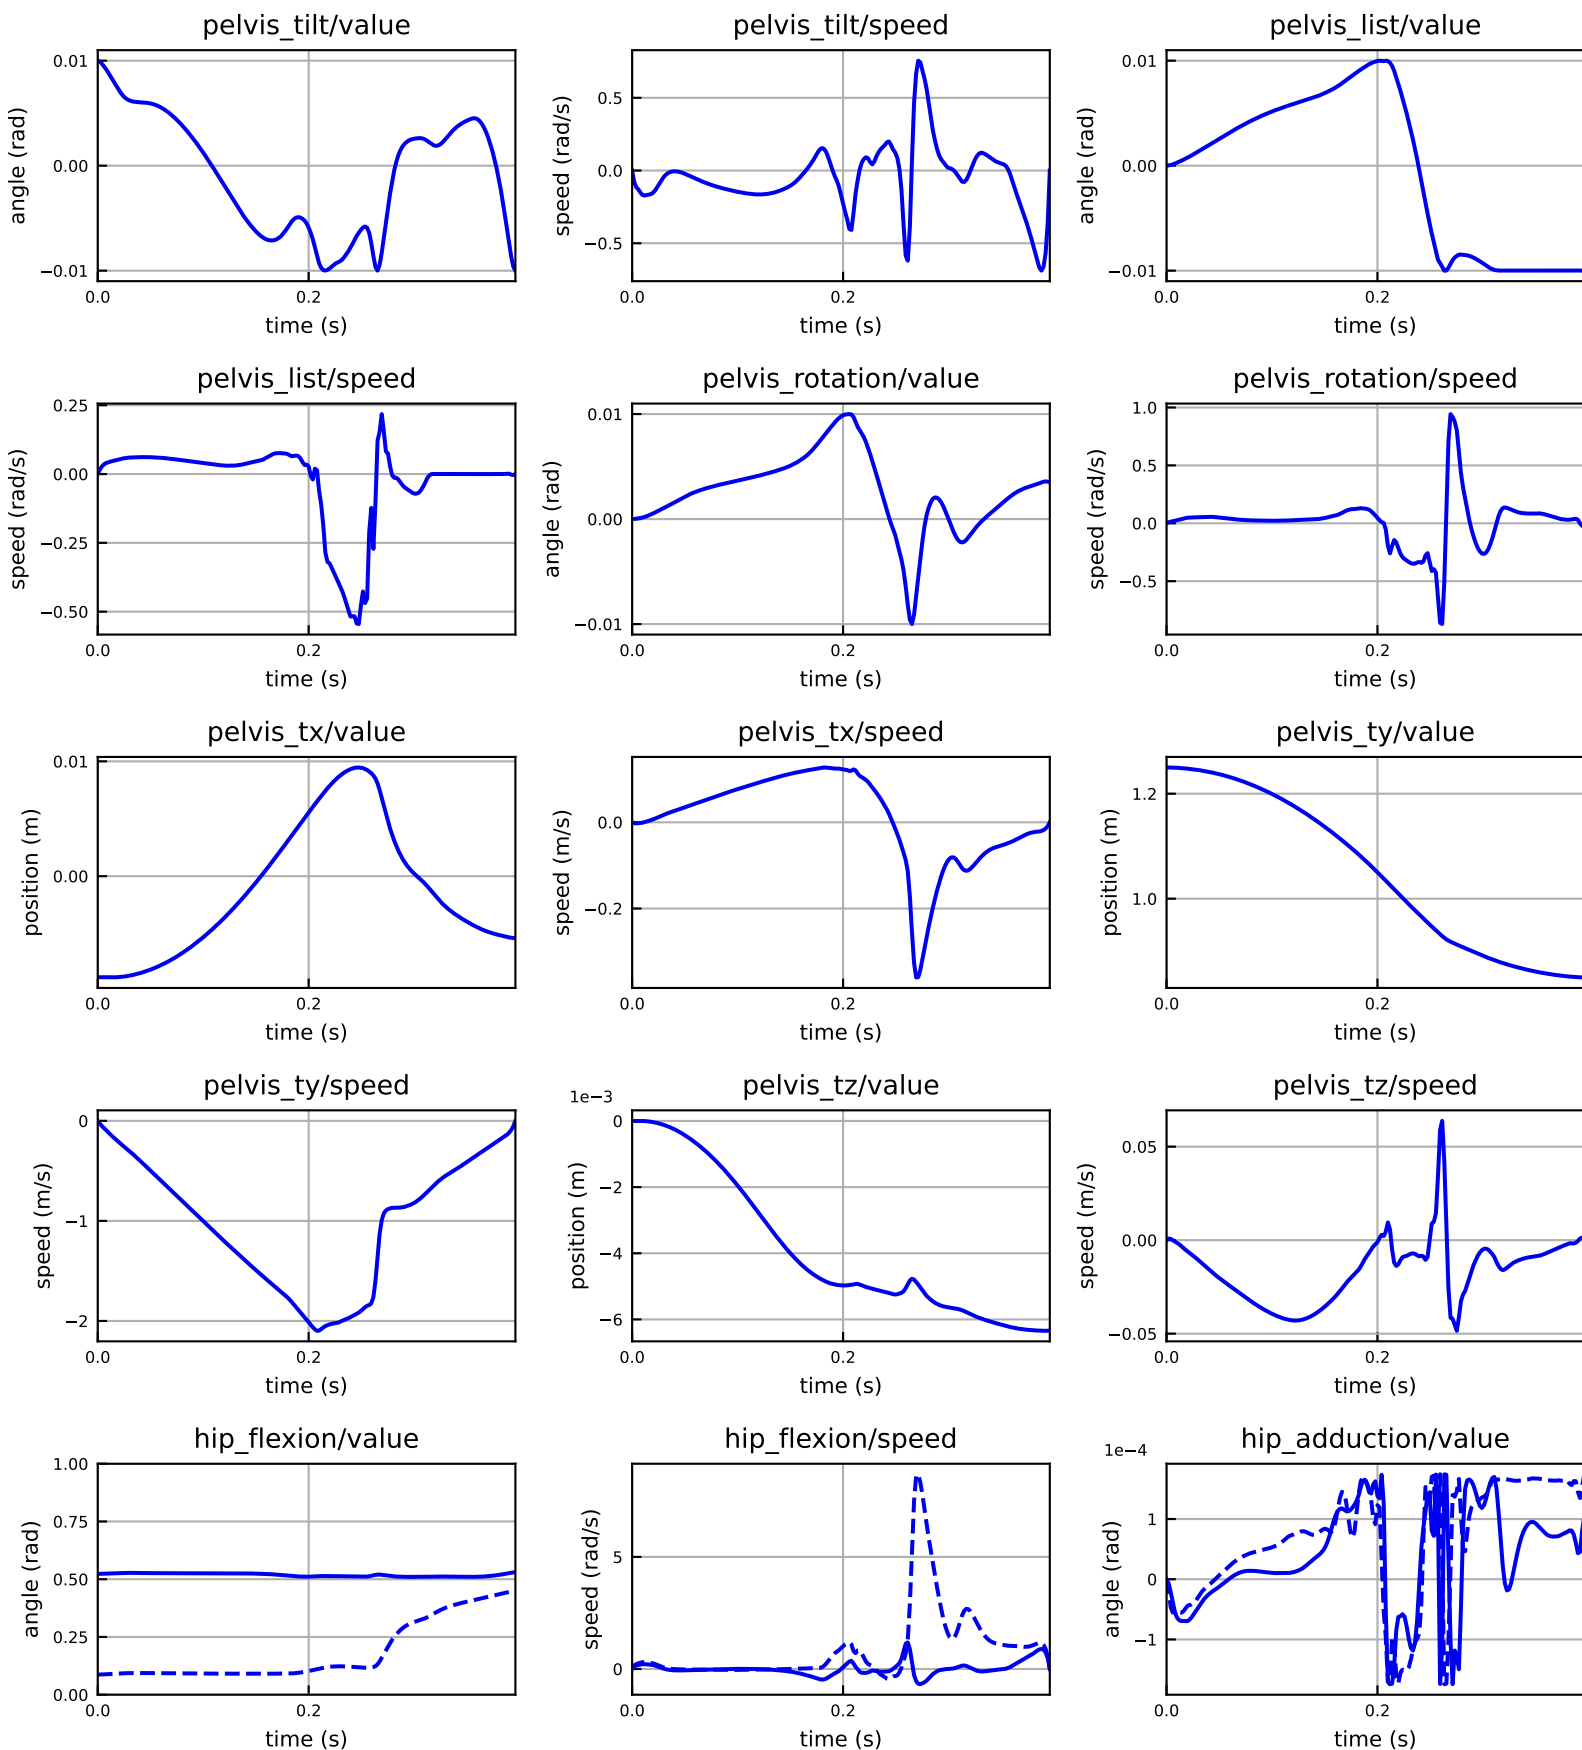 pelvis_tilt/value
pelvis_tilt/speed
pelvis_list/value
0.01
0.00
−0.01
angle (rad)
0.0
0.2
time (s)
0.5
0.0
−0.5
speed (rad/s)
0.0
0.2
time (s)
0.01
0.00
−0.01
angle (rad)
0.0
0.2
time (s)
pelvis_list/speed
pelvis_rotation/value
pelvis_rotation/speed
0.25
0.00
−0.25
−0.50
speed (rad/s)
0.0
0.2
time (s)
0.01
0.00
−0.01
angle (rad)
0.0
0.2
time (s)
1.0
0.5
0.0
−0.5
speed (rad/s)
0.0
0.2
time (s)
pelvis_tx/value
pelvis_tx/speed
pelvis_ty/value
0.01
0.00
position (m)
0.0
0.2
time (s)
0.0
−0.2
speed (m/s)
0.0
0.2
time (s)
1.2
1.0
position (m)
0.0
0.2
time (s)
pelvis_ty/speed
pelvis_tz/value
pelvis_tz/speed
0
−1
−2
speed (m/s)
0.0
0.2
time (s)
1e−3
0
−2
−4
−6
position (m)
0.0
0.2
time (s)
0.05
0.00
−0.05
speed (m/s)
0.0
0.2
time (s)
hip_flexion/value
hip_flexion/speed
hip_adduction/value
1.00
0.75
0.50
0.25
0.00
angle (rad)
0.0
0.2
time (s)
5
0
speed (rad/s)
0.0
0.2
time (s)
1e−4
1
0
−1
angle (rad)
0.0
0.2
time (s)